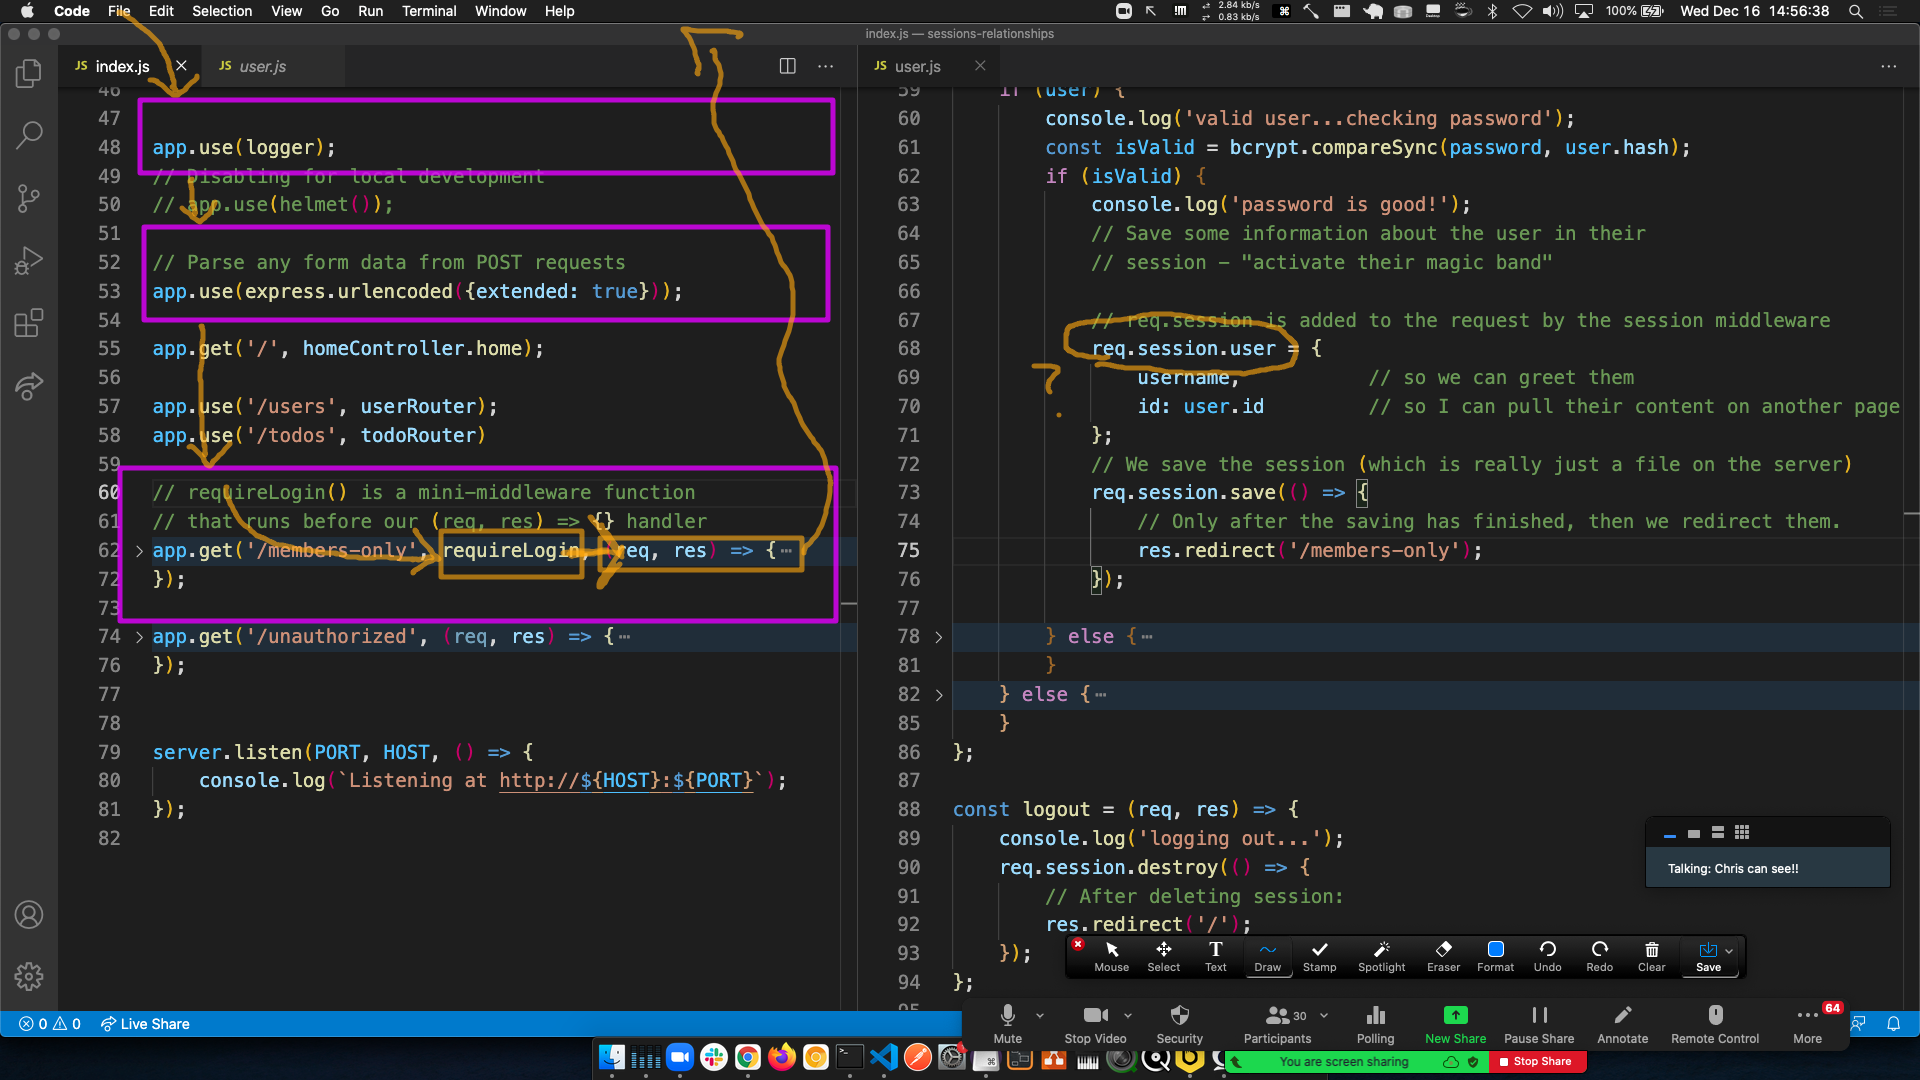 Code File Edit Selection View Go Run Terminal Window Help
2.84 kb/s
0.83 kb/s
100% Wed Dec 16 14:56:38
index.js — sessions-relationships
JS index.js
JS user.js
46
47
48 app.use(logger);
49 // Disabling for local development
50 // app.use(helmet());
51
52 // Parse any form data from POST requests
53 app.use(express.urlencoded({extended: true}));
54
55 app.get('/', homeController.home);
56
57 app.use('/users', userRouter);
58 app.use('/todos', todoRouter)
59
60 // requireLogin() is a mini-middleware function
61 // that runs before our (req, res) => {} handler
62 app.get('/members-only', requireLogin, (req, res) => {…
72 });
73
74 app.get('/unauthorized', (req, res) => {…
76 });
77
78
79 server.listen(PORT, HOST, () => {
80 console.log(`Listening at http://${HOST}:${PORT}`);
81 });
82
JS user.js
59 if (user) {
60 console.log('valid user...checking password');
61 const isValid = bcrypt.compareSync(password, user.hash);
62 if (isValid) {
63 console.log('password is good!');
64 // Save some information about the user in their
65 // session - "activate their magic band"
66
67 // req.session is added to the request by the session middleware
68 req.session.user = {
69 username, // so we can greet them
70 id: user.id // so I can pull their content on another page
71 };
72 // We save the session (which is really just a file on the server)
73 req.session.save(() => {
74 // Only after the saving has finished, then we redirect them.
75 res.redirect('/members-only');
76 });
77
78 } else {…
81 }
82 } else {…
85 }
86 };
87
88 const logout = (req, res) => {
89 console.log('logging out...');
90 req.session.destroy(() => {
91 // After deleting session:
92 res.redirect('/');
93 });
94 };
95
?
Talking: Chris can see!!
Mouse Select Text Draw Stamp Spotlight Eraser Format Undo Redo Clear Save
0 0 Live Share
Mute Stop Video Security Participants 30 Polling New Share Pause Share Annotate Remote Control More 64
You are screen sharing Stop Share